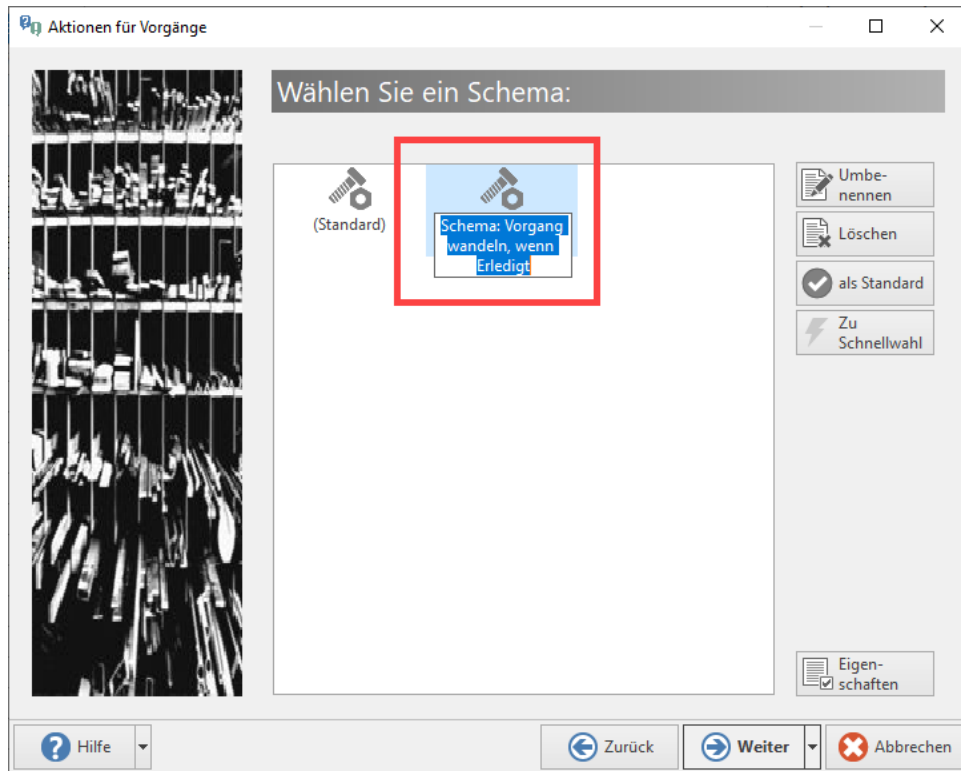 Aktionen für Vorgänge
Wählen Sie ein Schema:
(Standard)
Schema: Vorgang
wandeln, wenn
Erledigt
Umbe-
nennen
Löschen
als Standard
Zu
Schnellwahl
Eigen-
schaften
Hilfe
Zurück
Weiter
Abbrechen